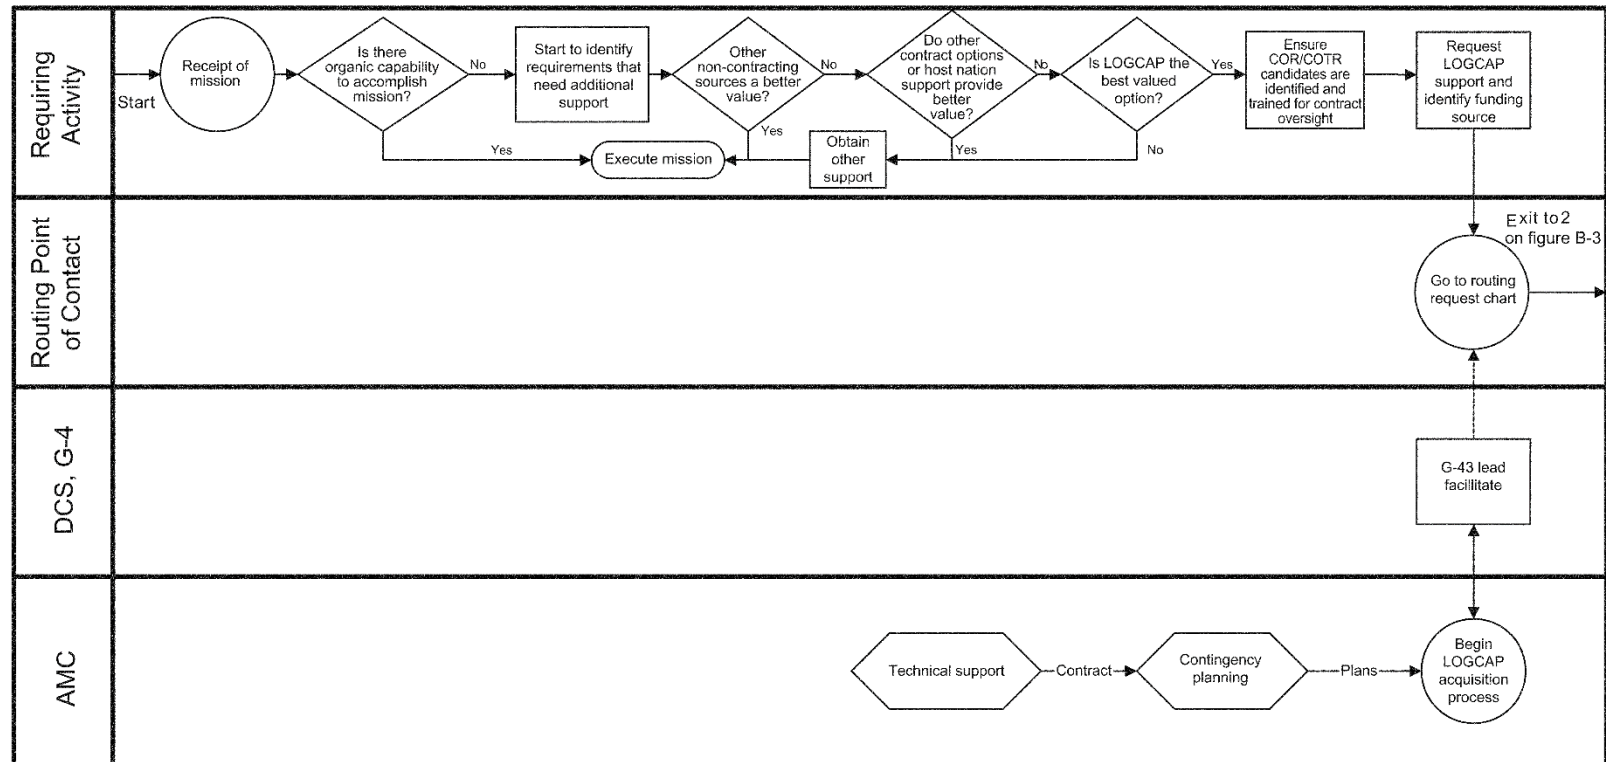 Requiring
Activity
Start
Receipt of
mission
Is there
organic capability
to accomplish
mission?
No
Yes
Start to identify
requirements that
need additional
support
Other
non-contracting
sources a better
value?
No
Yes
Do other
contract options
or host nation
support provide
better
value?
No
Yes
Is LOGCAP the
best valued
option?
Yes
No
Ensure
COR/COTR
candidates are
identified and
trained for contract
oversight
Request
LOGCAP
support and
identify funding
source
Execute mission
Obtain
other
support
Routing Point
of Contact
Exit to 2
on figure B-3
Go to routing
request chart
DCS, G-4
G-43 lead
facillitate
AMC
Technical support
Contract
Contingency
planning
Plans
Begin
LOGCAP
acquisition
process